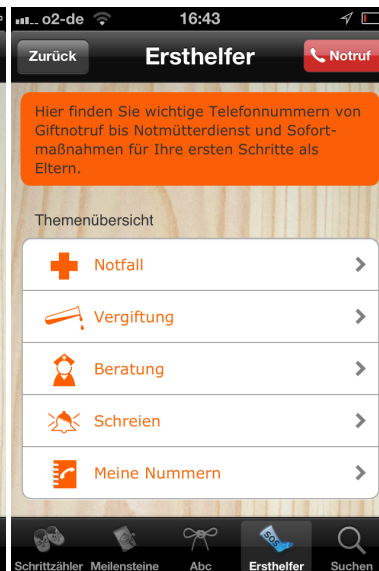 o2-de 16:43
Zurück Ersthelfer Notruf
Hier finden Sie wichtige Telefonnummern von
Giftnotruf bis Notmütterdienst und Sofort-
maßnahmen für Ihre ersten Schritte als
Eltern.
Themenübersicht
Notfall
Vergiftung
Beratung
Schreien
Meine Nummern
SOS
Schrittzähler Meilensteine Abc Ersthelfer Suchen